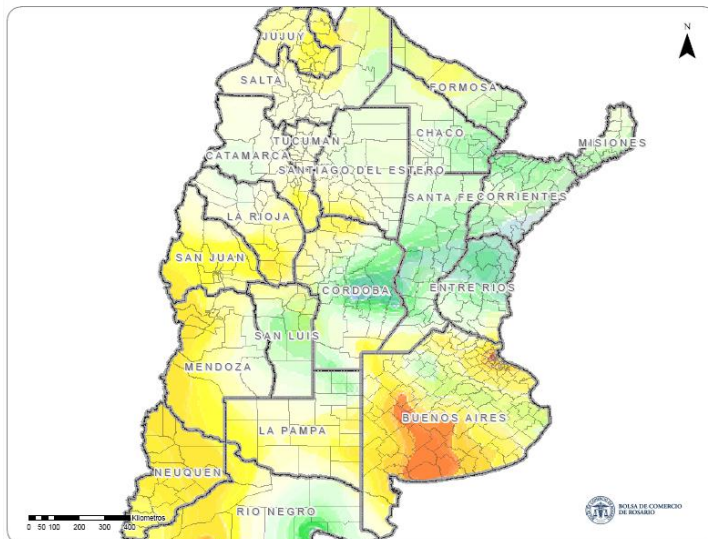 N
JUJUY
SALTA
FORMOSA
CHACO
TUCUMAN
MISIONES
CATAMARCA
SANTIAGO DEL ESTERO
SANTA FE
CORRIENTES
LA RIOJA
SAN JUAN
CORDOBA
ENTRE RIOS
SAN LUIS
MENDOZA
BUENOS AIRES
LA PAMPA
NEUQUEN
RIO NEGRO
Kilometros
0 50 100 200 300 400
BOLSA DE COMERCIO
DE ROSARIO